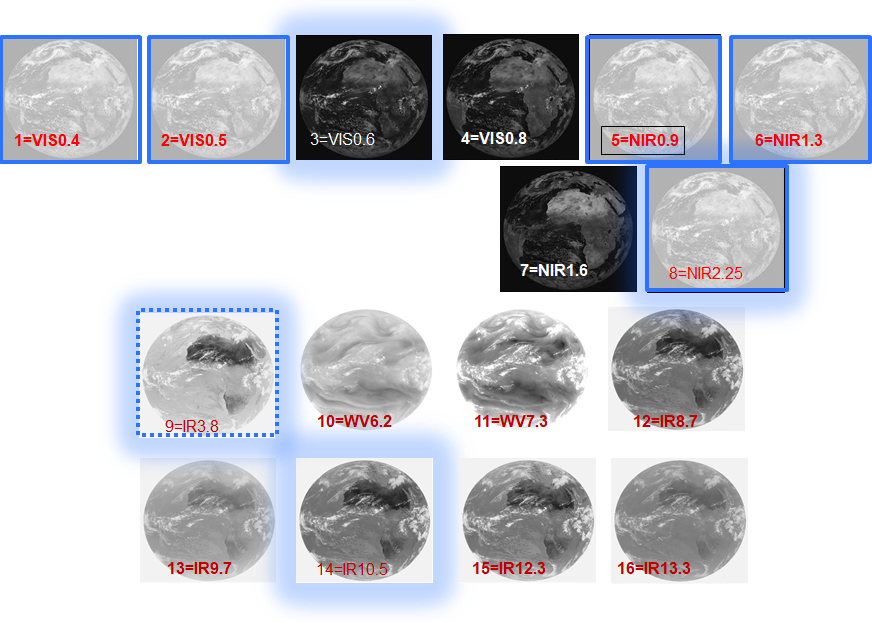 1=VIS0.4
2=VIS0.5
3=VIS0.6
4=VIS0.8
5=NIR0.9
6=NIR1.3
7=NIR1.6
8=NIR2.25
9=IR3.8
10=WV6.2
11=WV7.3
12=IR8.7
13=IR9.7
14=IR10.5
15=IR12.3
16=IR13.3